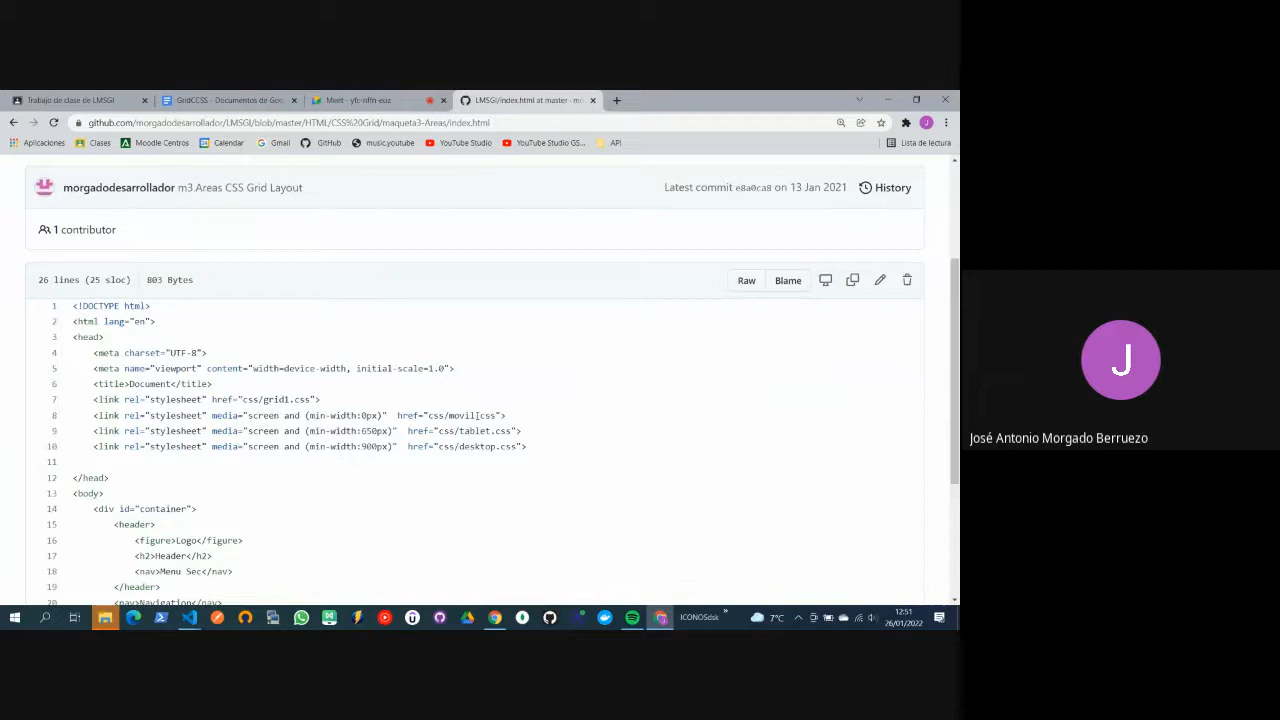 Trabajo de clase de LMSGI
GridCCSS - Documentos de Goo
Meet - yfc-nffn-eoz
LMSGI/index.html at master · mo
github.com/morgadodesarrollador/LMSGI/blob/master/HTML/CSS%20Grid/maqueta3-Areas/index.html
Aplicaciones Clases Moodle Centros Calendar Gmail GitHub music.youtube YouTube Studio YouTube Studio GS... API Lista de lectura
morgadodesarrollador m3.Areas CSS Grid Layout Latest commit e8a0ca8 on 13 Jan 2021 History
1 contributor
26 lines (25 sloc) 803 Bytes Raw Blame
1 <!DOCTYPE html>
2 <html lang="en">
3 <head>
4 <meta charset="UTF-8">
5 <meta name="viewport" content="width=device-width, initial-scale=1.0">
6 <title>Document</title>
7 <link rel="stylesheet" href="css/grid1.css">
8 <link rel="stylesheet" media="screen and (min-width:0px)" href="css/movil.css">
9 <link rel="stylesheet" media="screen and (min-width:650px)" href="css/tablet.css">
10 <link rel="stylesheet" media="screen and (min-width:900px)" href="css/desktop.css">
11
12 </head>
13 <body>
14 <div id="container">
15 <header>
16 <figure>Logo</figure>
17 <h2>Header</h2>
18 <nav>Menu Sec</nav>
19 </header>
20 <nav>Navigation</nav>
ICONOSdsk » 7°C 12:51
26/01/2022
J
José Antonio Morgado Berruezo